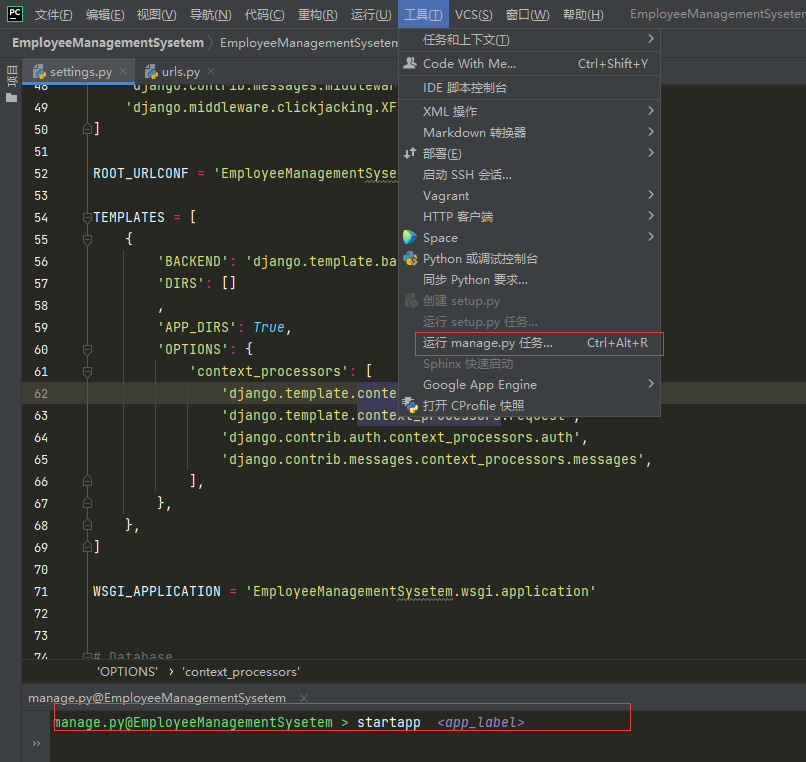 PC 文件(F) 编辑(E) 视图(V) 导航(N) 代码(C) 重构(R) 运行(U) 工具(T) VCS(S) 窗口(W) 帮助(H) EmployeeManagementSysetem
EmployeeManagementSysetem EmployeeManagementSysetem
项目
settings.py urls.py
任务和上下文(T)
Code With Me... Ctrl+Shift+Y
IDE 脚本控制台
XML 操作
Markdown 转换器
部署(E)
启动 SSH 会话...
Vagrant
HTTP 客户端
Space
Python 或调试控制台
同步 Python 要求...
创建 setup.py
运行 setup.py 任务...
运行 manage.py 任务... Ctrl+Alt+R
Sphinx 快速启动
Google App Engine
打开 CProfile 快照
48 'django.contrib.messages.middlewar
49 'django.middleware.clickjacking.XF
50 ]
51
52 ROOT_URLCONF = 'EmployeeManagementSyse
53
54 TEMPLATES = [
55 {
56 'BACKEND': 'django.template.ba
57 'DIRS': []
58 ,
59 'APP_DIRS': True,
60 'OPTIONS': {
61 'context_processors': [
62 'django.template.conte
63 'django.template.context_processors.request',
64 'django.contrib.auth.context_processors.auth',
65 'django.contrib.messages.context_processors.messages',
66 ],
67 },
68 },
69 ]
70
71 WSGI_APPLICATION = 'EmployeeManagementSysetem.wsgi.application'
72
73
74 # Database
'OPTIONS' › 'context_processors'
manage.py@EmployeeManagementSysetem
manage.py@EmployeeManagementSysetem > startapp <app_label>
››